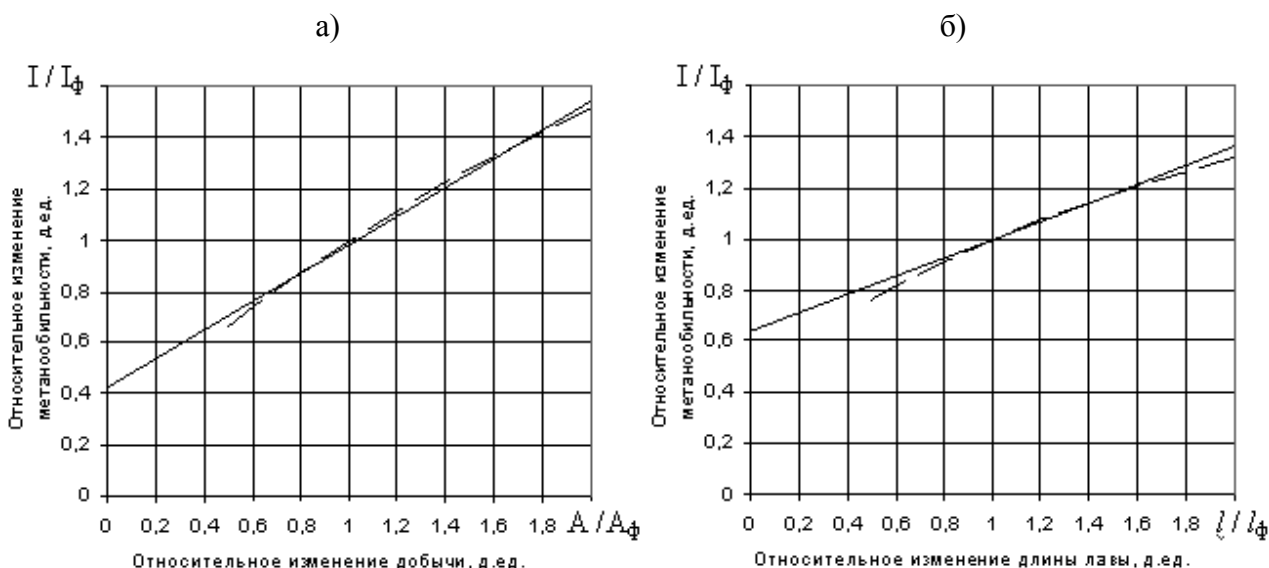 а)
I / Iф
Относительное изменение
метанообильности, д.ед.
1,4
1,2
1
0,8
0,6
0,4
0,2
0
0 0,2 0,4 0,6 0,8 1 1,2 1,4 1,6 1,8 A / Aф
Относительное изменение добычи, д.ед.
б)
I / Iф
Относительное изменение
метанообильности, д.ед.
1,4
1,2
1
0,8
0,6
0,4
0,2
0
0 0,2 0,4 0,6 0,8 1 1,2 1,4 1,6 1,8 l / lф
Относительное изменение длины лавы, д.ед.